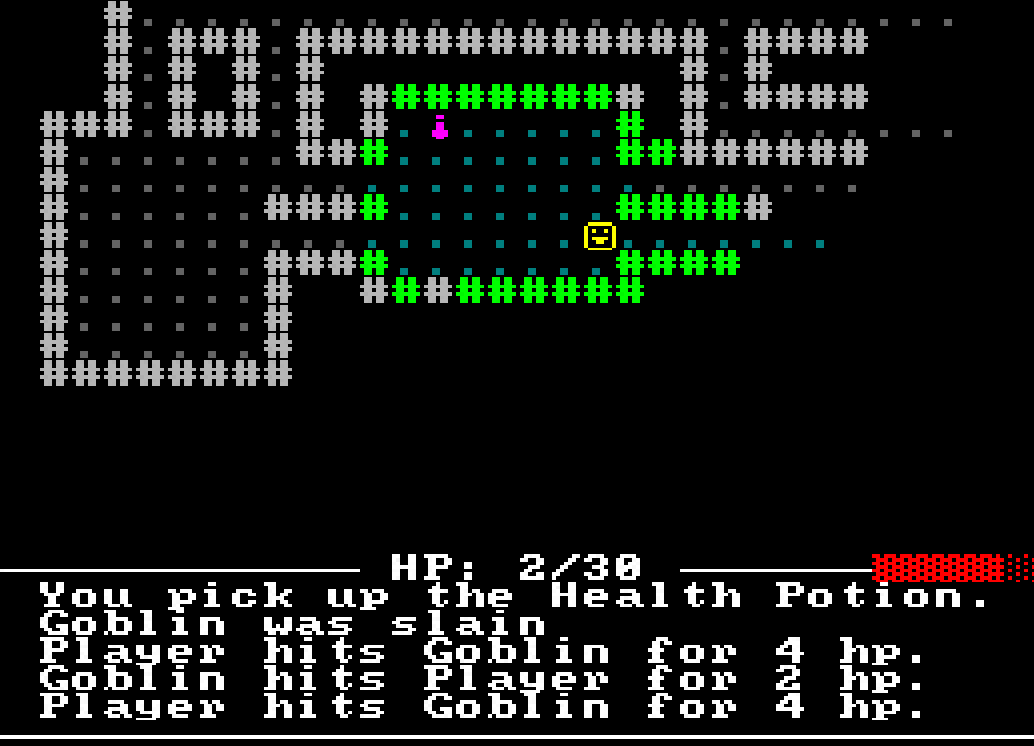 HP: 2/30
You pick up the Health Potion.
Goblin was slain
Player hits Goblin for 4 hp.
Goblin hits Player for 2 hp.
Player hits Goblin for 4 hp.